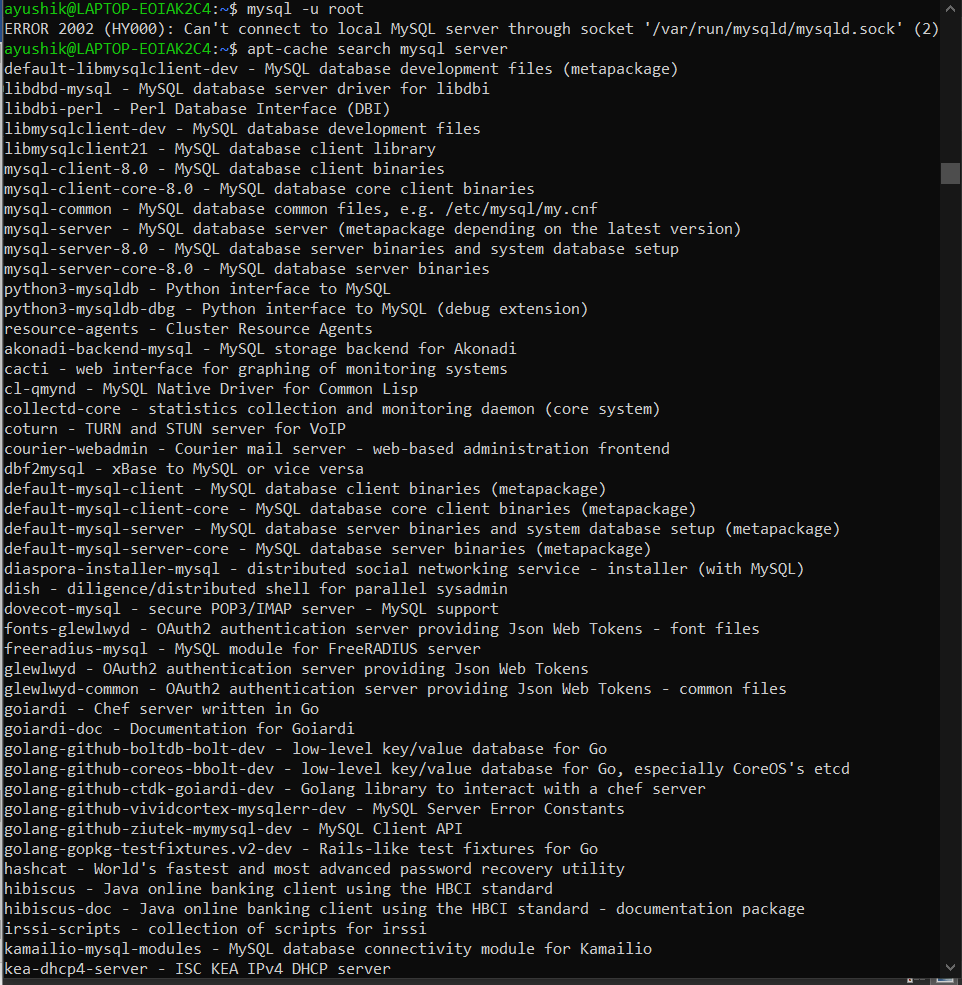 ayushik@LAPTOP-EOIAK2C4:~$ mysql -u root
ERROR 2002 (HY000): Can't connect to local MySQL server through socket '/var/run/mysqld/mysqld.sock' (2)
ayushik@LAPTOP-EOIAK2C4:~$ apt-cache search mysql server
default-libmysqlclient-dev - MySQL database development files (metapackage)
libdbd-mysql - MySQL database server driver for libdbi
libdbi-perl - Perl Database Interface (DBI)
libmysqlclient-dev - MySQL database development files
libmysqlclient21 - MySQL database client library
mysql-client-8.0 - MySQL database client binaries
mysql-client-core-8.0 - MySQL database core client binaries
mysql-common - MySQL database common files, e.g. /etc/mysql/my.cnf
mysql-server - MySQL database server (metapackage depending on the latest version)
mysql-server-8.0 - MySQL database server binaries and system database setup
mysql-server-core-8.0 - MySQL database server binaries
python3-mysqldb - Python interface to MySQL
python3-mysqldb-dbg - Python interface to MySQL (debug extension)
resource-agents - Cluster Resource Agents
akonadi-backend-mysql - MySQL storage backend for Akonadi
cacti - web interface for graphing of monitoring systems
cl-qmynd - MySQL Native Driver for Common Lisp
collectd-core - statistics collection and monitoring daemon (core system)
coturn - TURN and STUN server for VoIP
courier-webadmin - Courier mail server - web-based administration frontend
dbf2mysql - xBase to MySQL or vice versa
default-mysql-client - MySQL database client binaries (metapackage)
default-mysql-client-core - MySQL database core client binaries (metapackage)
default-mysql-server - MySQL database server binaries and system database setup (metapackage)
default-mysql-server-core - MySQL database server binaries (metapackage)
diaspora-installer-mysql - distributed social networking service - installer (with MySQL)
dish - diligence/distributed shell for parallel sysadmin
dovecot-mysql - secure POP3/IMAP server - MySQL support
fonts-glewlwyd - OAuth2 authentication server providing Json Web Tokens - font files
freeradius-mysql - MySQL module for FreeRADIUS server
glewlwyd - OAuth2 authentication server providing Json Web Tokens
glewlwyd-common - OAuth2 authentication server providing Json Web Tokens - common files
goiardi - Chef server written in Go
goiardi-doc - Documentation for Goiardi
golang-github-boltdb-bolt-dev - low-level key/value database for Go
golang-github-coreos-bbolt-dev - low-level key/value database for Go, especially CoreOS's etcd
golang-github-ctdk-goiardi-dev - Golang library to interact with a chef server
golang-github-vividcortex-mysqlerr-dev - MySQL Server Error Constants
golang-github-ziutek-mymysql-dev - MySQL Client API
golang-gopkg-testfixtures.v2-dev - Rails-like test fixtures for Go
hashcat - World's fastest and most advanced password recovery utility
hibiscus - Java online banking client using the HBCI standard
hibiscus-doc - Java online banking client using the HBCI standard - documentation package
irssi-scripts - collection of scripts for irssi
kamailio-mysql-modules - MySQL database connectivity module for Kamailio
kea-dhcp4-server - ISC KEA IPv4 DHCP server